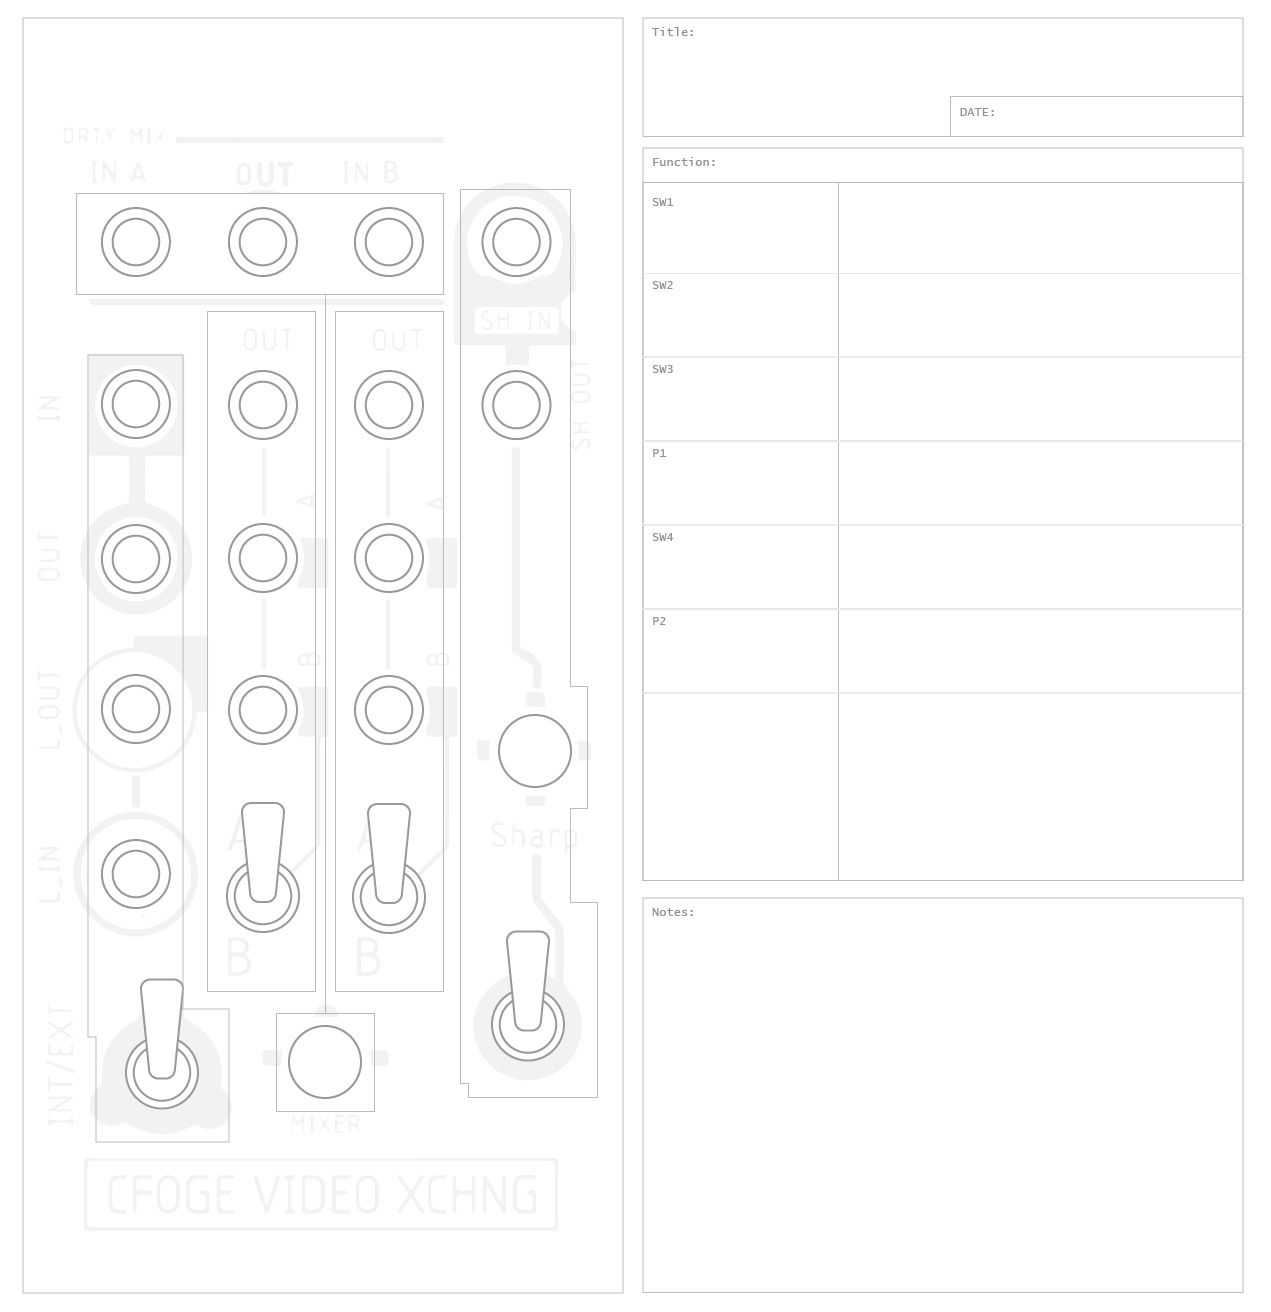 DRTY MIX
IN A
OUT
IN B
SH IN
SH OUT
OUT
OUT
IN
A
A
OUT
B
B
L_OUT
A
A
Sharp
L_IN
B
B
INT/EXT
MIXER
CFOGE VIDEO XCHNG
Title:
DATE:
Function:
SW1
SW2
SW3
P1
SW4
P2
Notes: